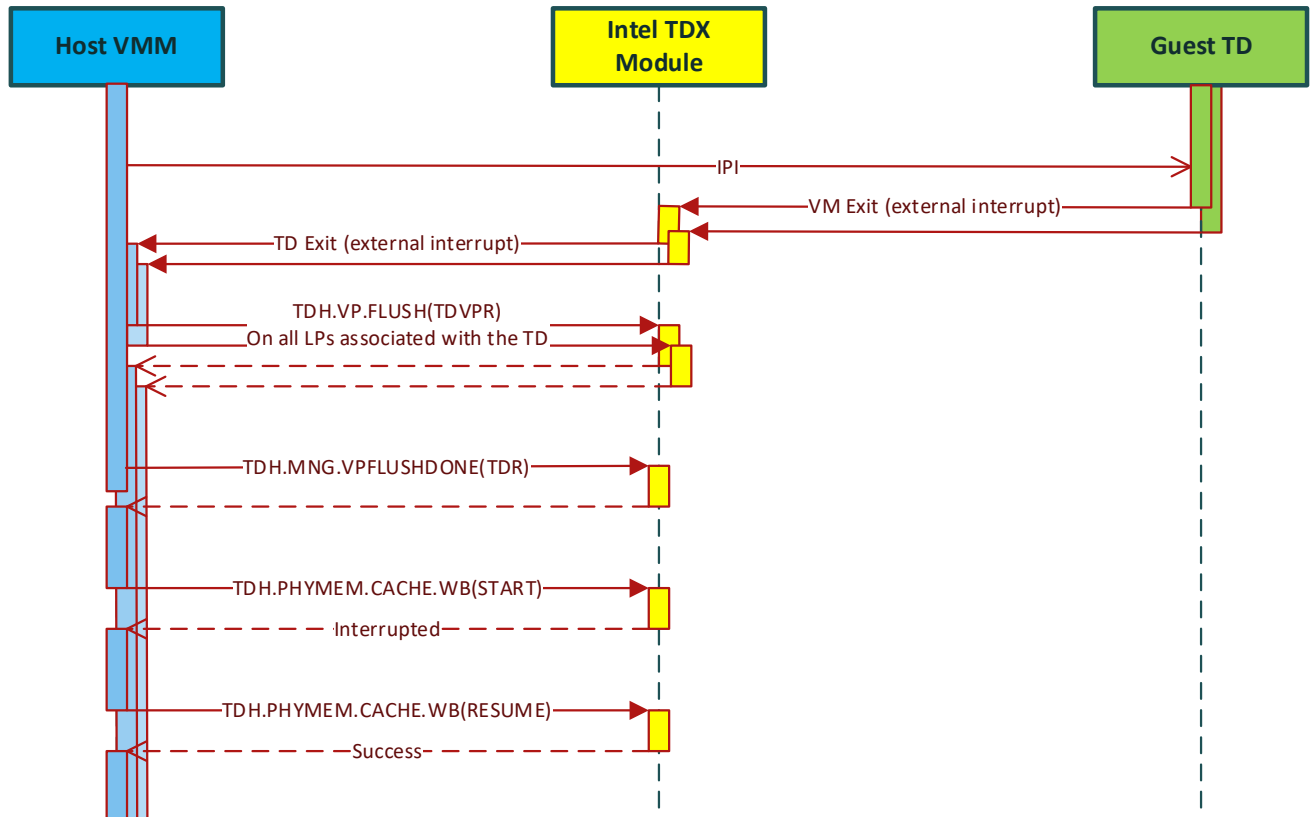 Host VMM
Intel TDX
Module
Guest TD
IPI
VM Exit (external interrupt)
TD Exit (external interrupt)
TDH.VP.FLUSH(TDVPR)
On all LPs associated with the TD
TDH.MNG.VPFLUSHDONE(TDR)
TDH.PHYMEM.CACHE.WB(START)
Interrupted
TDH.PHYMEM.CACHE.WB(RESUME)
Success